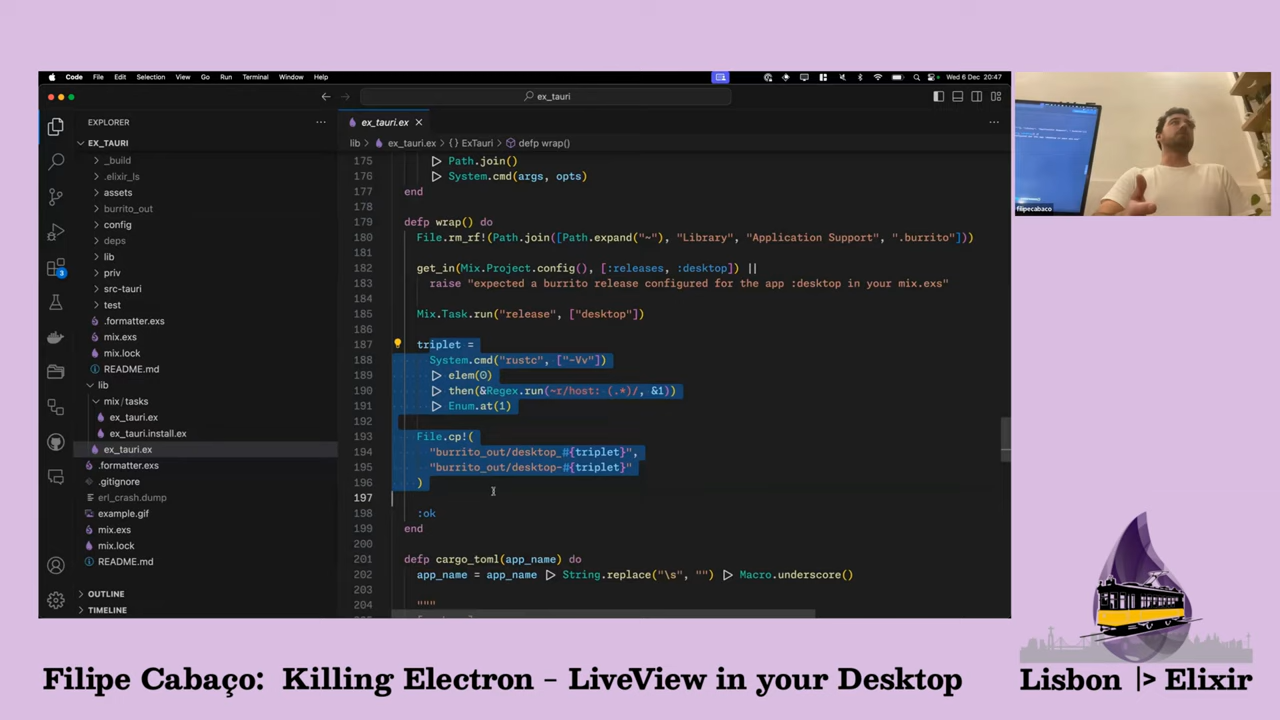 Code File Edit Selection View Go Run Terminal Window Help
Wed 6 Dec 20:47
ex_tauri
EXPLORER
EX_TAURI
_build
.elixir_ls
assets
burrito_out
config
deps
lib
priv
src-tauri
test
.formatter.exs
mix.exs
mix.lock
README.md
lib
mix/tasks
ex_tauri.ex
ex_tauri.install.ex
ex_tauri.ex
.formatter.exs
.gitignore
erl_crash.dump
example.gif
mix.exs
mix.lock
README.md
OUTLINE
TIMELINE
3
ex_tauri.ex
lib > ex_tauri.ex > {} ExTauri > defp wrap()
175 |> Path.join()
176 |> System.cmd(args, opts)
177 end
178
179 defp wrap() do
180 File.rm_rf!(Path.join([Path.expand("~"), "Library", "Application Support", ".burrito"]))
181
182 get_in(Mix.Project.config(), [:releases, :desktop]) ||
183 raise "expected a burrito release configured for the app :desktop in your mix.exs"
184
185 Mix.Task.run("release", ["desktop"])
186
187 triplet =
188 System.cmd("rustc", ["-Vv"])
189 |> elem(0)
190 |> then(&Regex.run(~r/host: (.*)/, &1))
191 |> Enum.at(1)
192
193 File.cp!(
194 "burrito_out/desktop_#{triplet}",
195 "burrito_out/desktop-#{triplet}"
196 )
197
198 :ok
199 end
200
201 defp cargo_toml(app_name) do
202 app_name = app_name |> String.replace("\s", "") |> Macro.underscore()
203
204 """
filipecabaco
Filipe Cabaço: Killing Electron - LiveView in your Desktop
Lisbon |> Elixir